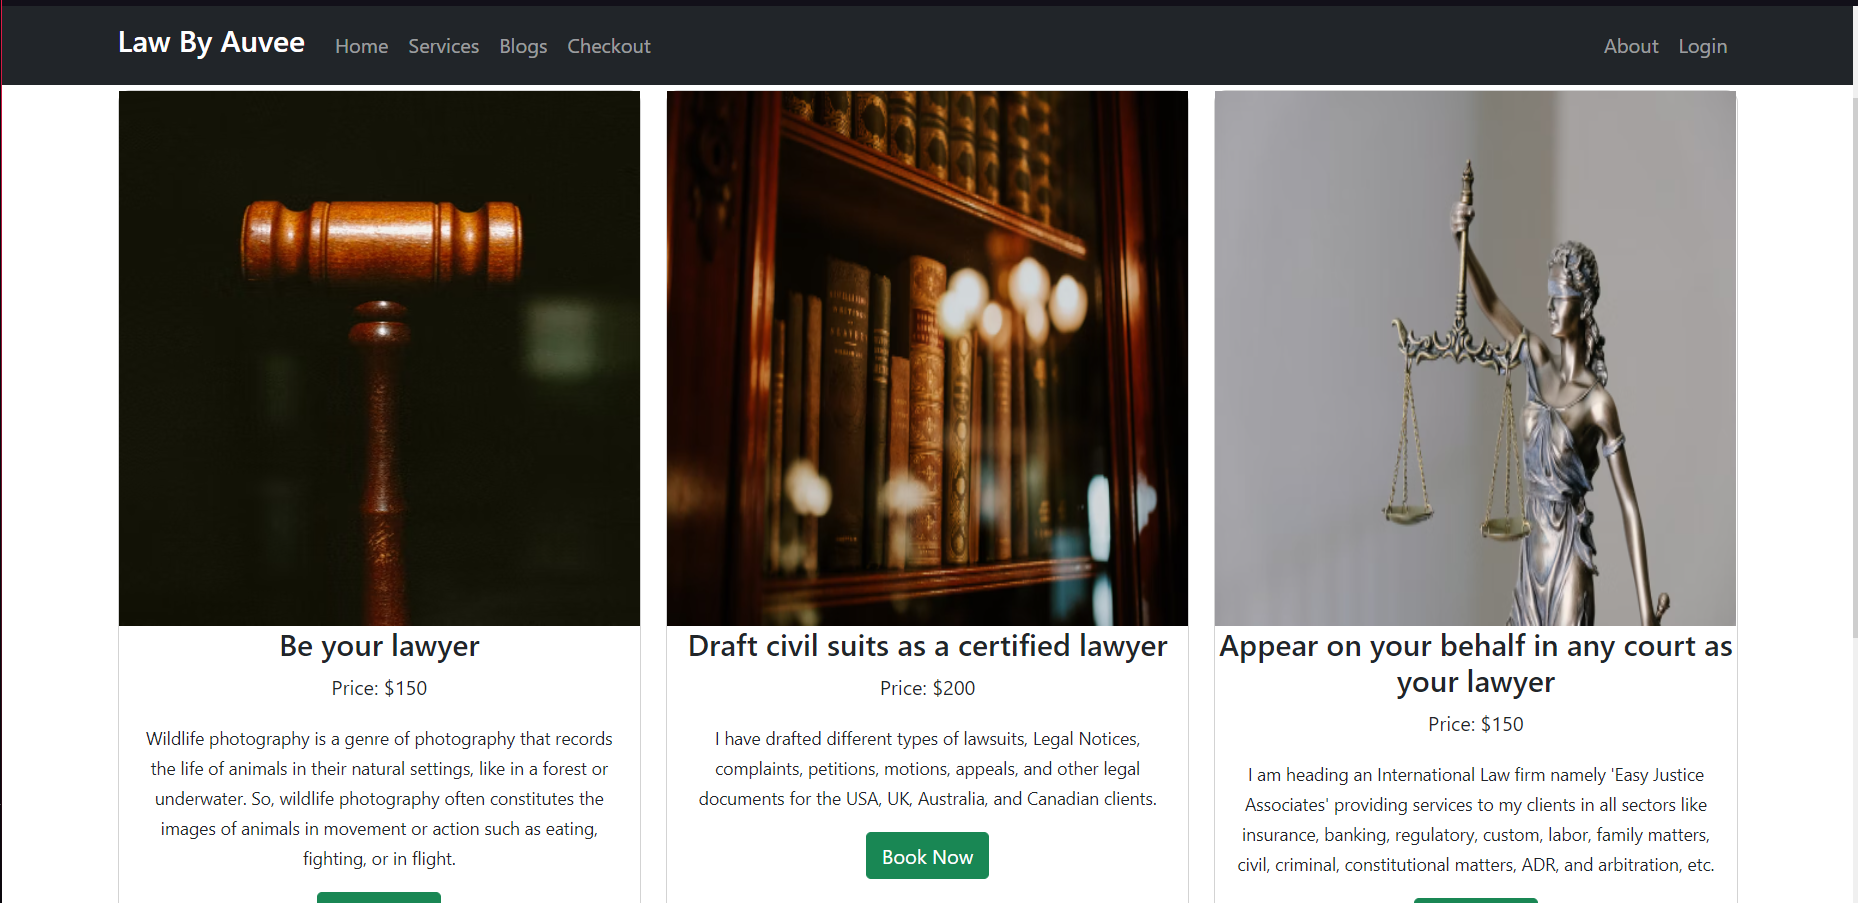 Law By Auvee Home Services Blogs Checkout About Login
Be your lawyer
Price: $150
Wildlife photography is a genre of photography that records
the life of animals in their natural settings, like in a forest or
underwater. So, wildlife photography often constitutes the
images of animals in movement or action such as eating,
fighting, or in flight.
Draft civil suits as a certified lawyer
Price: $200
I have drafted different types of lawsuits, Legal Notices,
complaints, petitions, motions, appeals, and other legal
documents for the USA, UK, Australia, and Canadian clients.
Book Now
Appear on your behalf in any court as
your lawyer
Price: $150
I am heading an International Law firm namely 'Easy Justice
Associates' providing services to my clients in all sectors like
insurance, banking, regulatory, custom, labor, family matters,
civil, criminal, constitutional matters, ADR, and arbitration, etc.